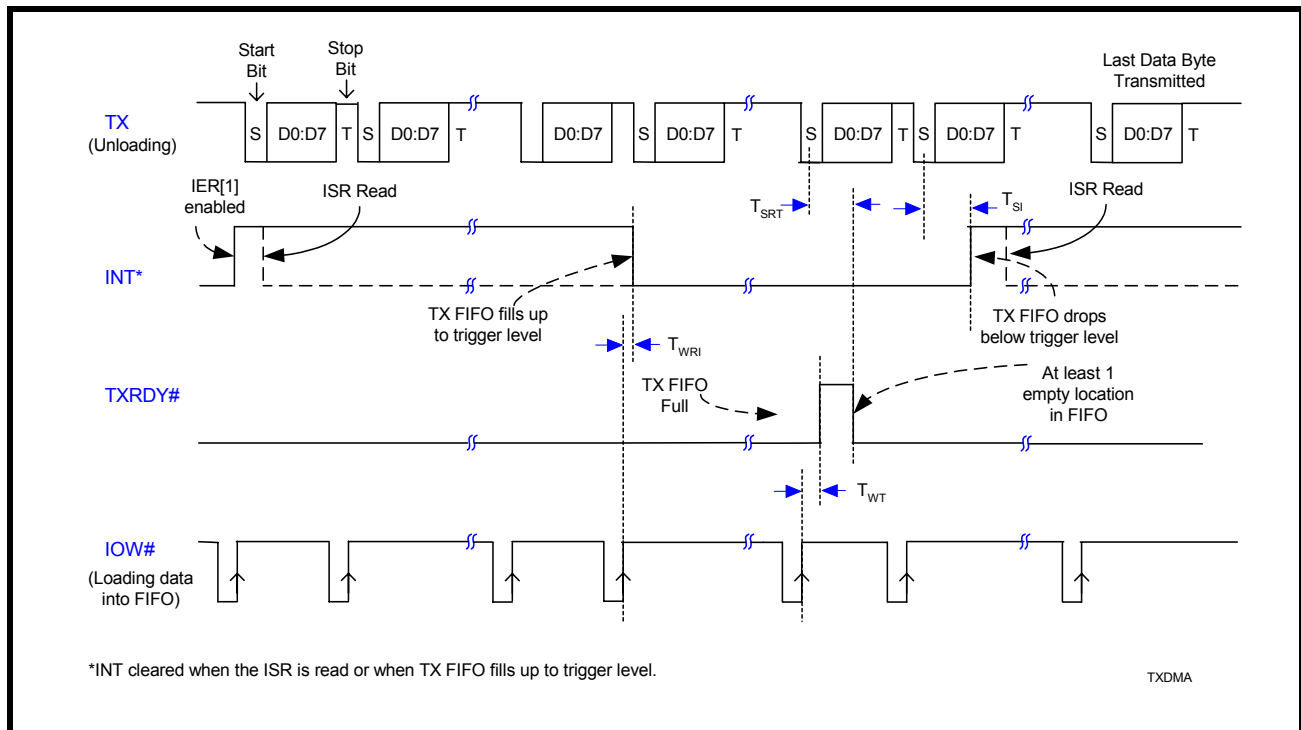 Start
Bit
Stop
Bit
Last Data Byte
Transmitted
TX
(Unloading)
S D0:D7 T S D0:D7 T D0:D7 S D0:D7 T S D0:D7 T S D0:D7 T S D0:D7 T
IER[1]
enabled
ISR Read
TSRT
TSI
ISR Read
INT*
TX FIFO fills up
to trigger level
TX FIFO drops
below trigger level
TWRI
TXRDY#
TX FIFO
Full
At least 1
empty location
in FIFO
TWT
IOW#
(Loading data
into FIFO)
*INT cleared when the ISR is read or when TX FIFO fills up to trigger level.
TXDMA